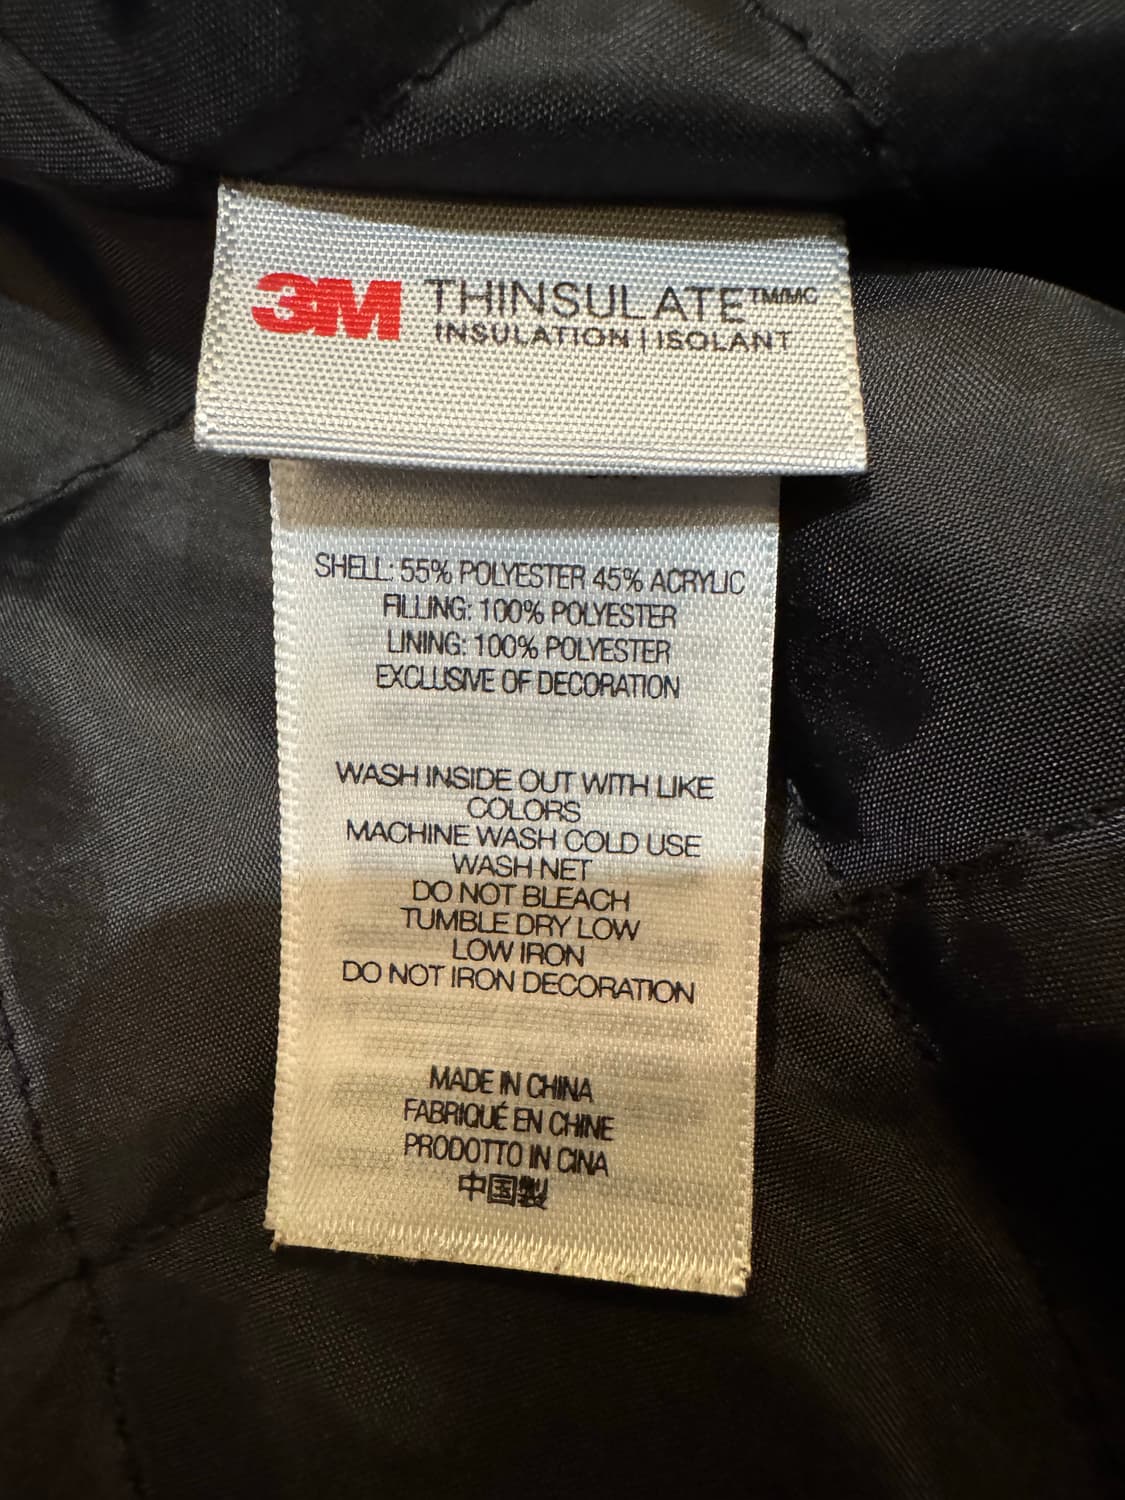 3M THINSULATE™/MC
INSULATION | ISOLANT
SHELL: 55% POLYESTER 45% ACRYLIC
FILLING: 100% POLYESTER
LINING: 100% POLYESTER
EXCLUSIVE OF DECORATION
WASH INSIDE OUT WITH LIKE
COLORS
MACHINE WASH COLD USE
WASH NET
DO NOT BLEACH
TUMBLE DRY LOW
LOW IRON
DO NOT IRON DECORATION
MADE IN CHINA
FABRIQUÉ EN CHINE
PRODOTTO IN CINA
中国製